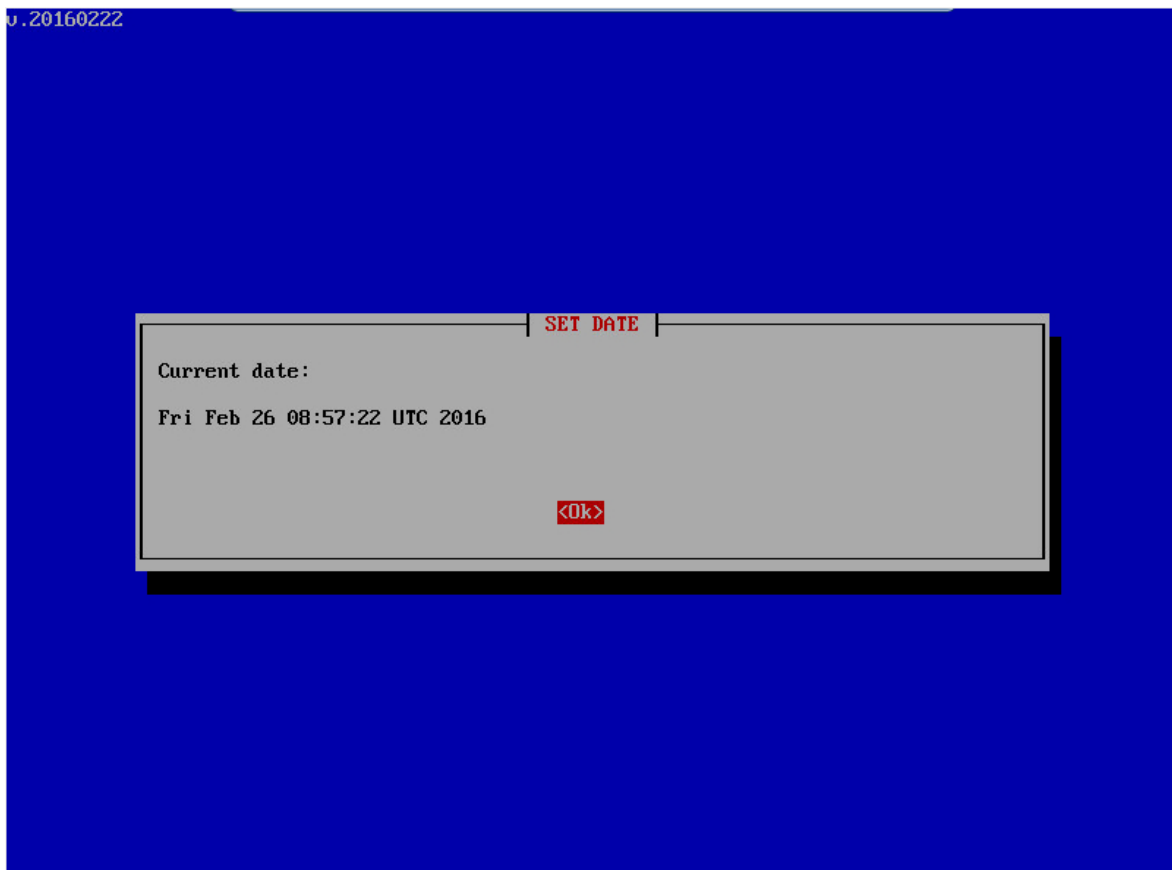 v.20160222
SET DATE
Current date:
Fri Feb 26 08:57:22 UTC 2016
<Ok>